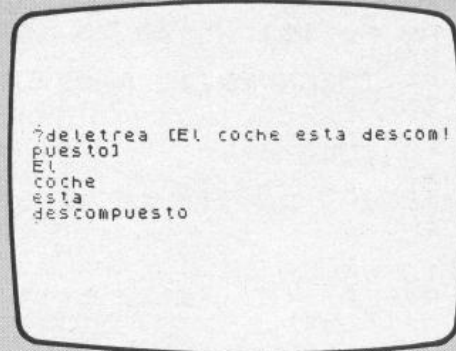 ?deletrea [El coche esta descom!
puesto]
El
coche
esta
descompuesto